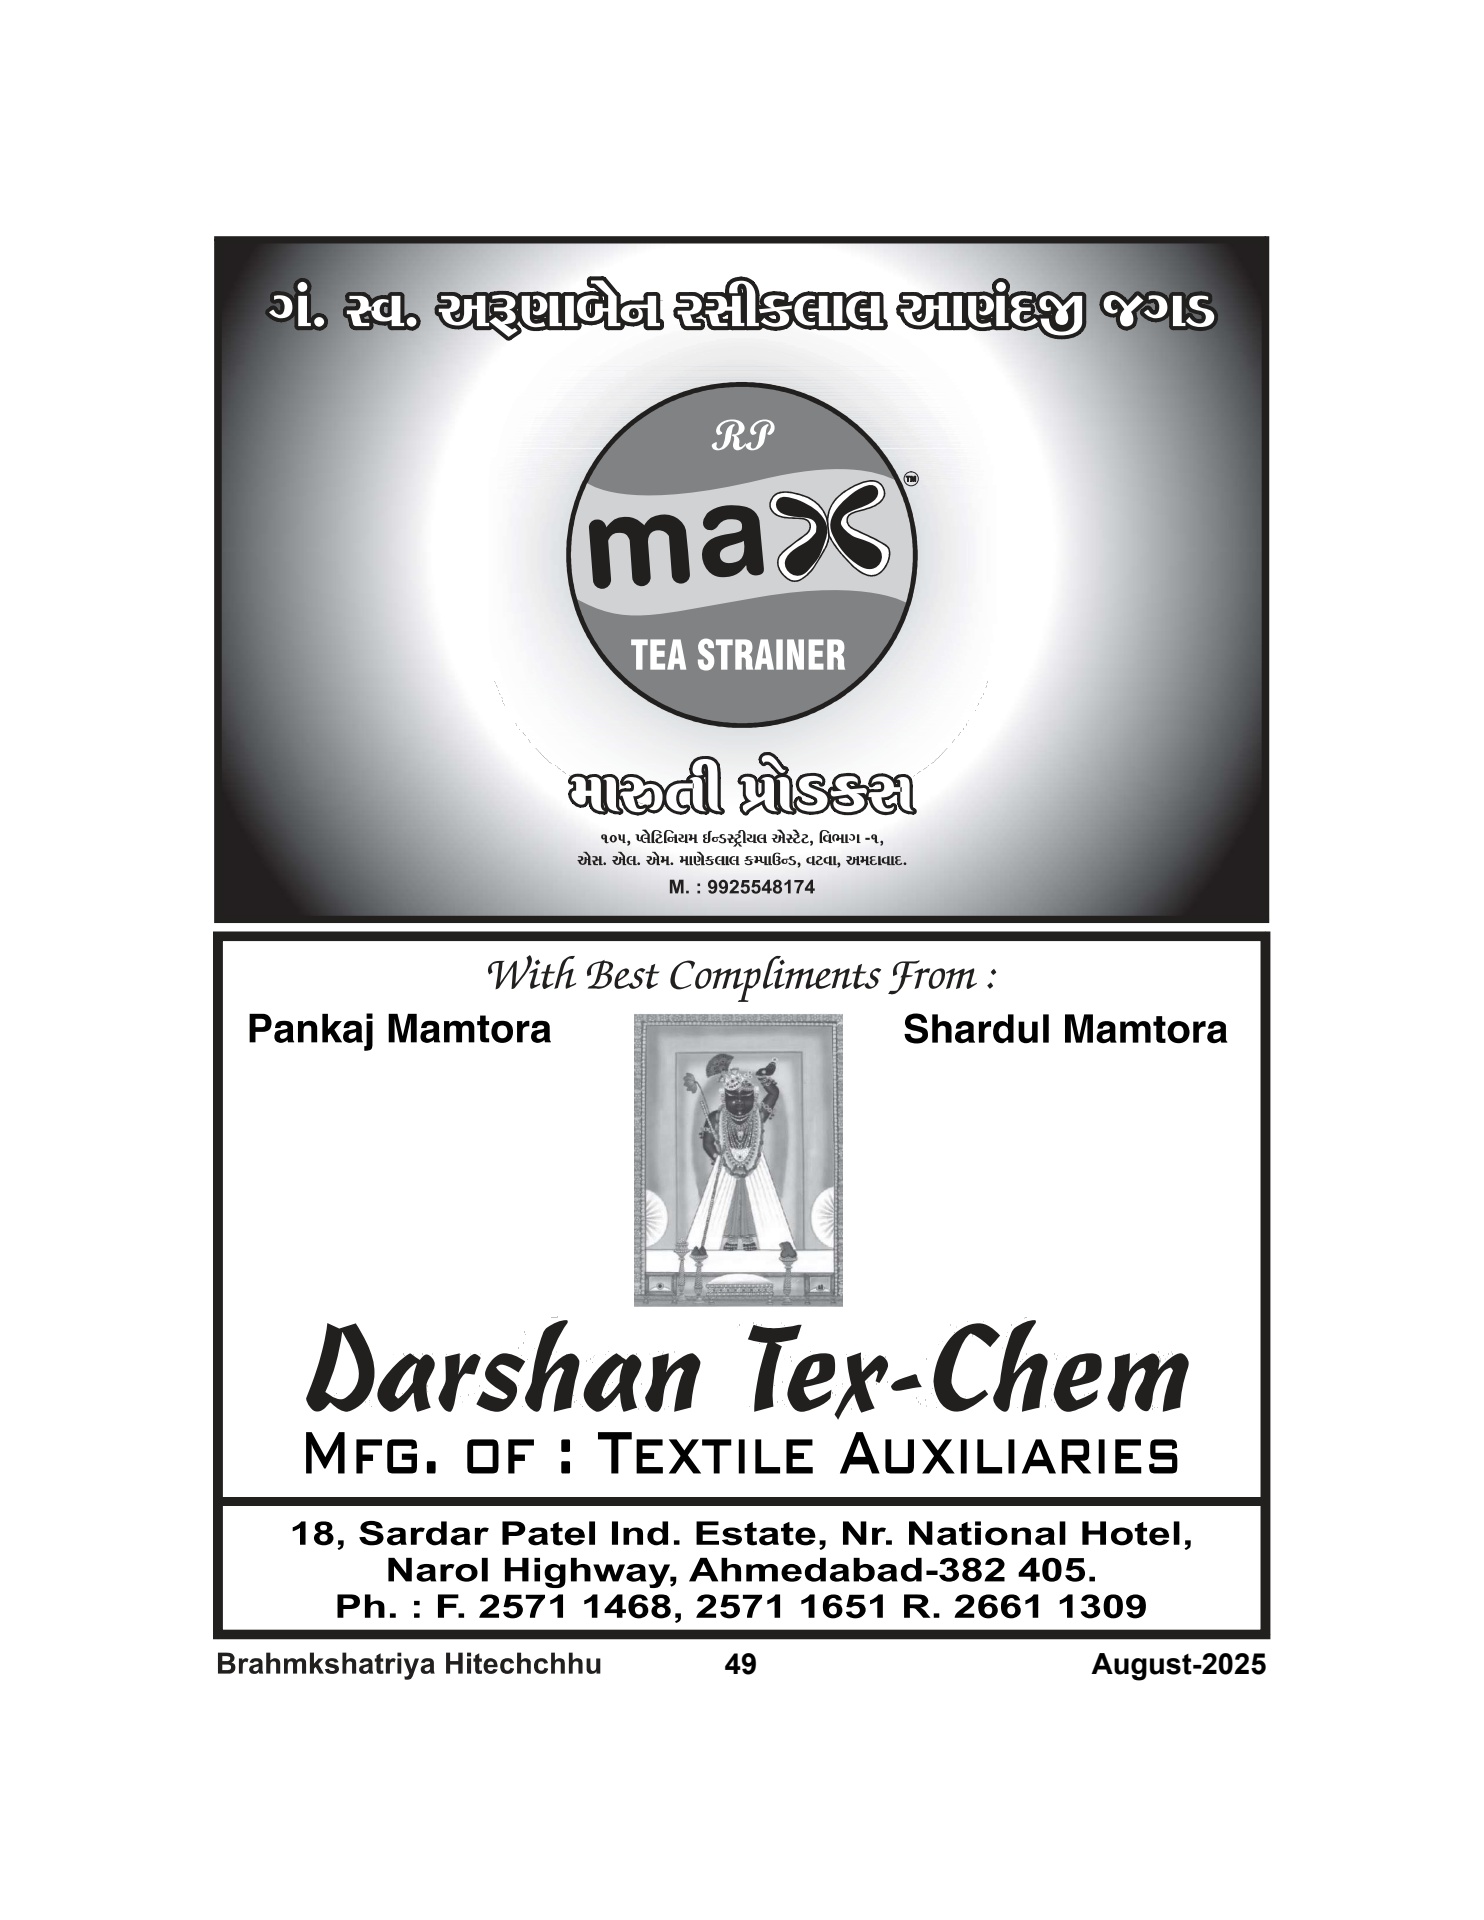 ગં. સ્વ. અરૂણાબેન રસીકલાલ આણંદજી જગડ
RP
max
TM
TEA STRAINER
મારુતી પ્રોડક્સ
૧૦૫, પ્લેટિનિયમ ઈન્ડસ્ટ્રીયલ એસ્ટેટ, વિભાગ -૧,
એસ. એલ. એમ. માણેકલાલ કમ્પાઉન્ડ, વટવા, અમદાવાદ.
M. : 9925548174
With Best Compliments From :
Pankaj Mamtora Shardul Mamtora
Darshan Tex-Chem
MFG. OF : TEXTILE AUXILIARIES
18, Sardar Patel Ind. Estate, Nr. National Hotel,
Narol Highway, Ahmedabad-382 405.
Ph. : F. 2571 1468, 2571 1651 R. 2661 1309
Brahmkshatriya Hitechchhu 49 August-2025